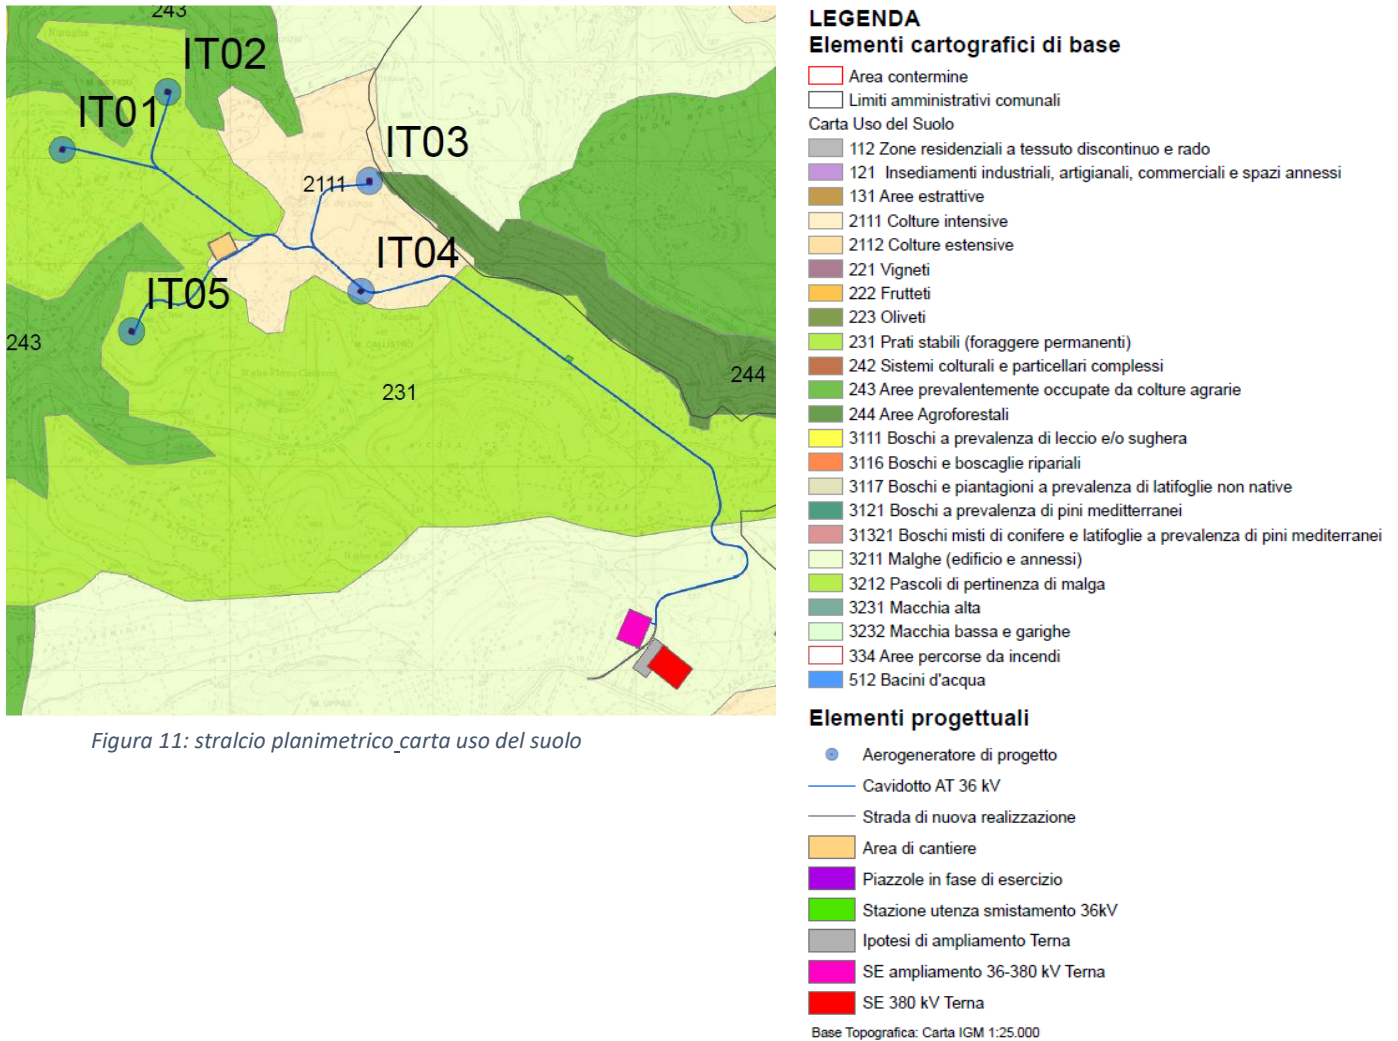 243
IT02
IT01
IT03
2111
IT04
IT05
243
231
244
Figura 11: stralcio planimetrico_carta uso del suolo
LEGENDA
Elementi cartografici di base
Area contermine
Limiti amministrativi comunali
Carta Uso del Suolo
112 Zone residenziali a tessuto discontinuo e rado
121 Insediamenti industriali, artigianali, commerciali e spazi annessi
131 Aree estrattive
2111 Colture intensive
2112 Colture estensive
221 Vigneti
222 Frutteti
223 Oliveti
231 Prati stabili (foraggere permanenti)
242 Sistemi colturali e particellari complessi
243 Aree prevalentemente occupate da colture agrarie
244 Aree Agroforestali
3111 Boschi a prevalenza di leccio e/o sughera
3116 Boschi e boscaglie ripariali
3117 Boschi e piantagioni a prevalenza di latifoglie non native
3121 Boschi a prevalenza di pini meditterranei
31321 Boschi misti di conifere e latifoglie a prevalenza di pini mediterranei
3211 Malghe (edificio e annessi)
3212 Pascoli di pertinenza di malga
3231 Macchia alta
3232 Macchia bassa e garighe
334 Aree percorse da incendi
512 Bacini d'acqua
Elementi progettuali
Aerogeneratore di progetto
Cavidotto AT 36 kV
Strada di nuova realizzazione
Area di cantiere
Piazzole in fase di esercizio
Stazione utenza smistamento 36kV
Ipotesi di ampliamento Terna
SE ampliamento 36-380 kV Terna
SE 380 kV Terna
Base Topografica: Carta IGM 1:25.000